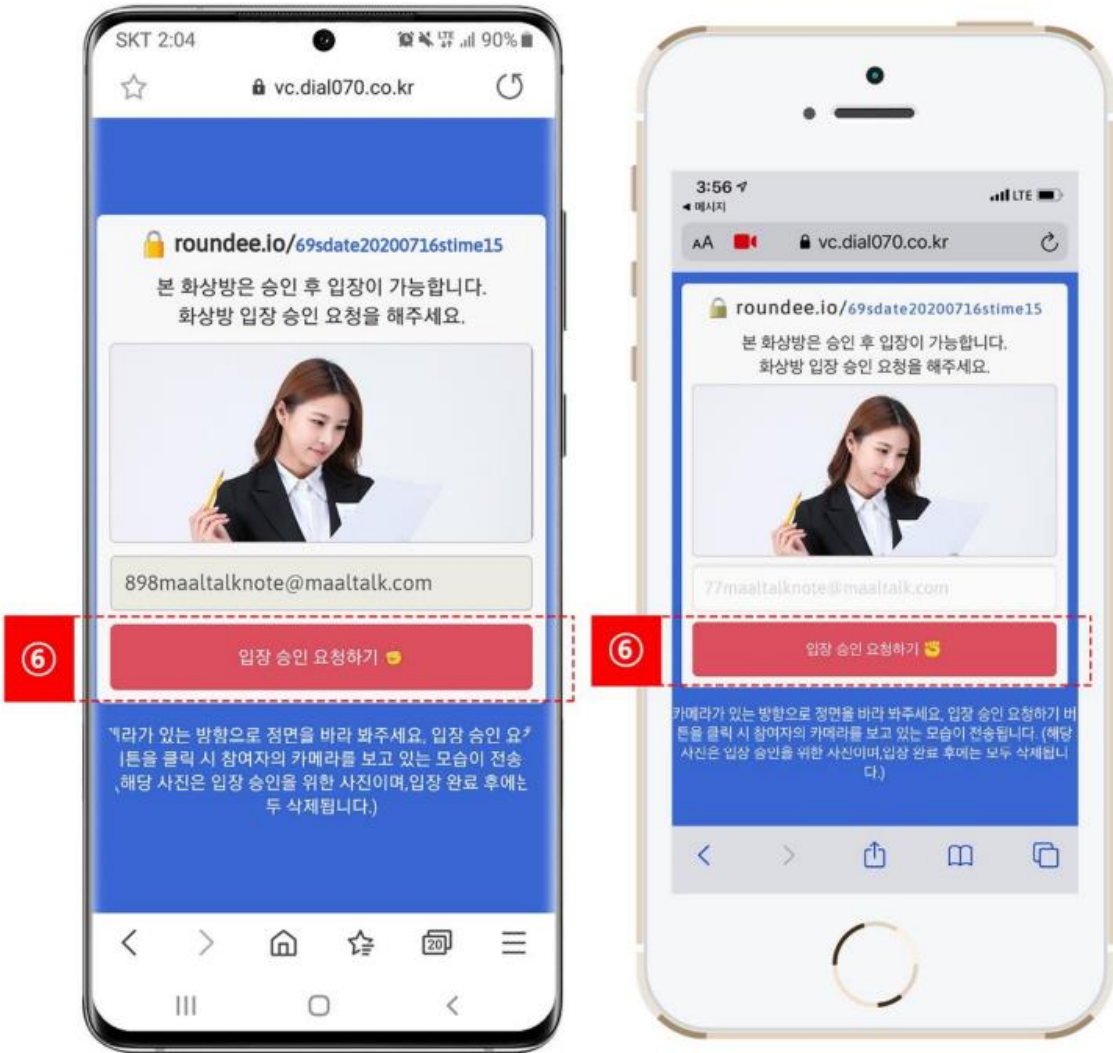 SKT 2:04
LTE 90%
vc.dial070.co.kr
roundee.io/69sdate20200716stime15
본 화상방은 승인 후 입장이 가능합니다.
화상방 입장 승인 요청을 해주세요.
898maaltalknote@maaltalk.com
⑥
입장 승인 요청하기
라가 있는 방향으로 정면을 바라 봐주세요, 입장 승인 요
튼을 클릭 시 참여자의 카메라를 보고 있는 모습이 전송
해당 사진은 입장 승인을 위한 사진이며,입장 완료 후에는
두 삭제됩니다.)
20
3:56
LTE
◀ 메시지
AA vc.dial070.co.kr
roundee.io/69sdate20200716stime15
본 화상방은 승인 후 입장이 가능합니다.
화상방 입장 승인 요청을 해주세요.
77maaltalknote@maaltalk.com
⑥
입장 승인 요청하기
카메라가 있는 방향으로 정면을 바라 봐주세요, 입장 승인 요청하기 버
튼을 클릭 시 참여자의 카메라를 보고 있는 모습이 전송됩니다. (해당
사진은 입장 승인을 위한 사진이며,입장 완료 후에는 모두 삭제됩니
다.)